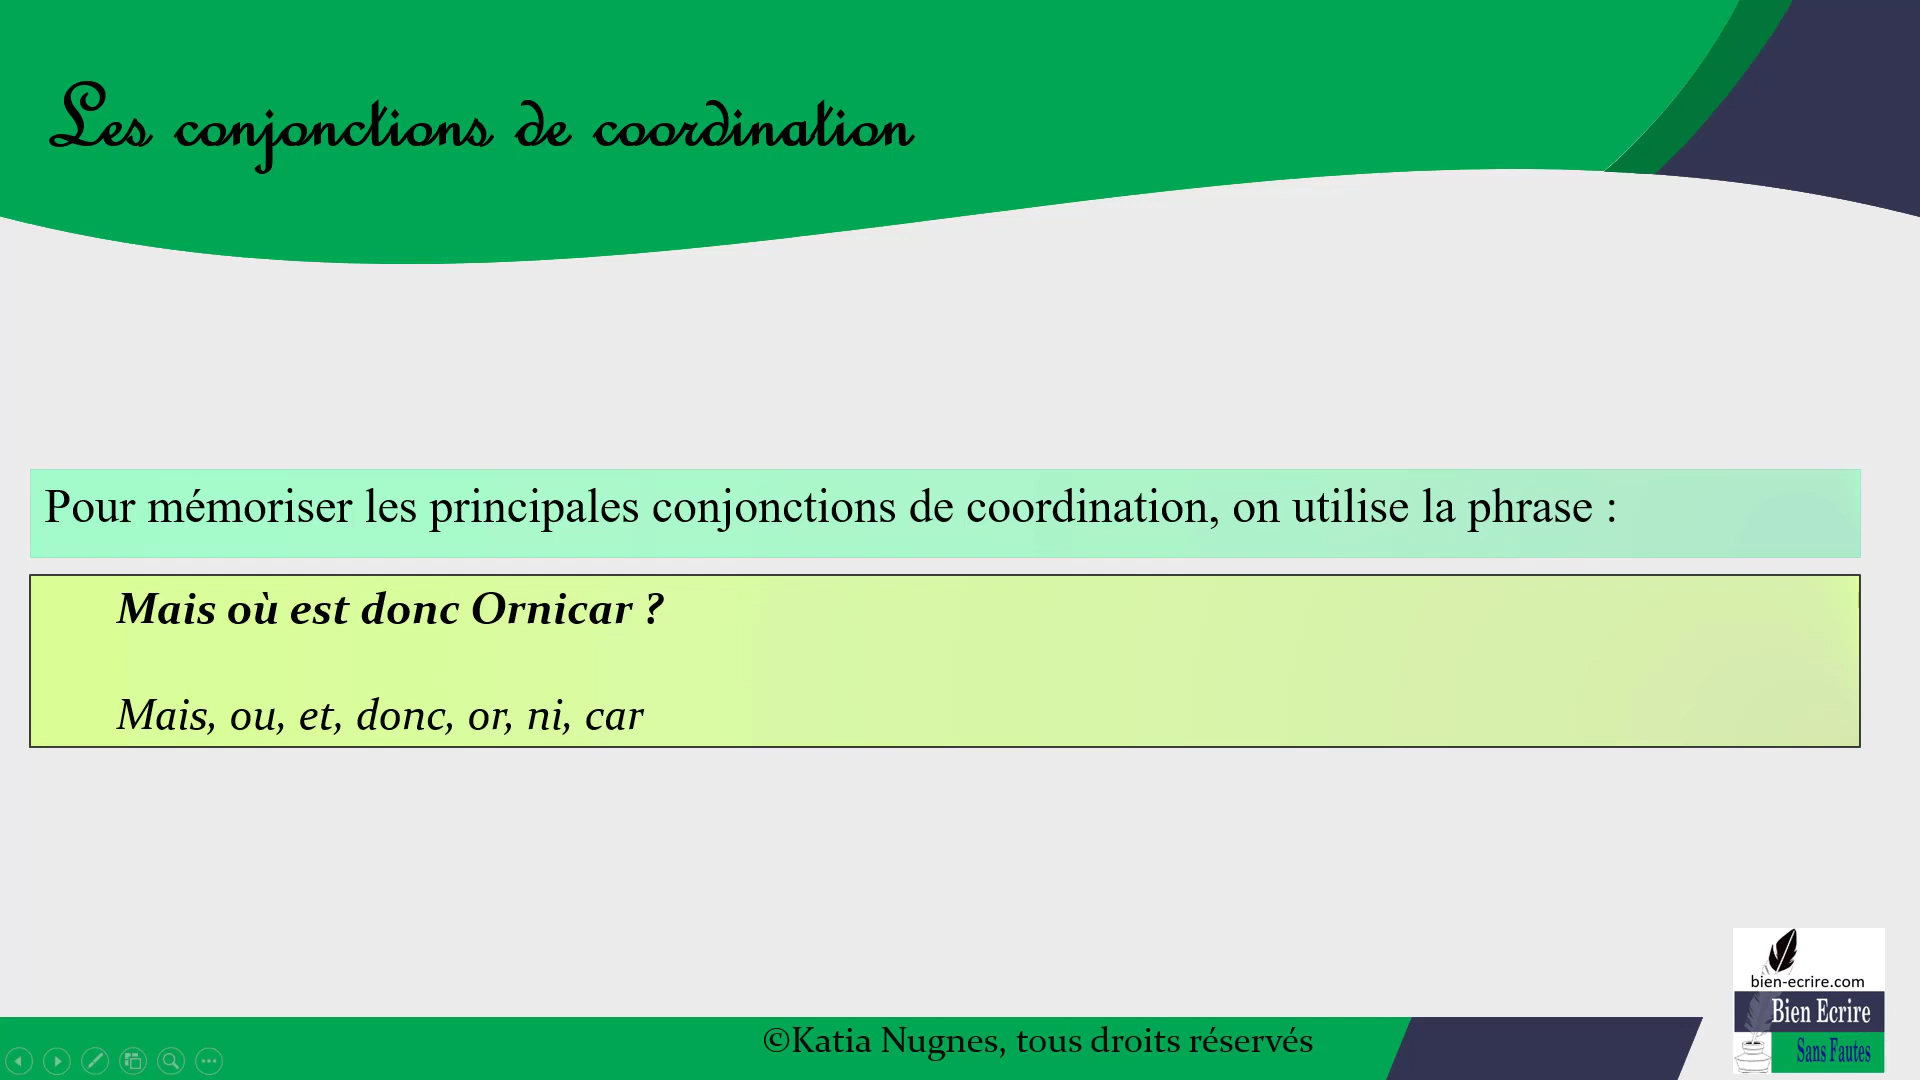 Les conjonctions de coordination
Pour mémoriser les principales conjonctions de coordination, on utilise la phrase :
Mais où est donc Ornicar ?
Mais, ou, et, donc, or, ni, car
©Katia Nugnes, tous droits réservés
bien-ecrire.com
Bien Ecrire
Sans Fautes